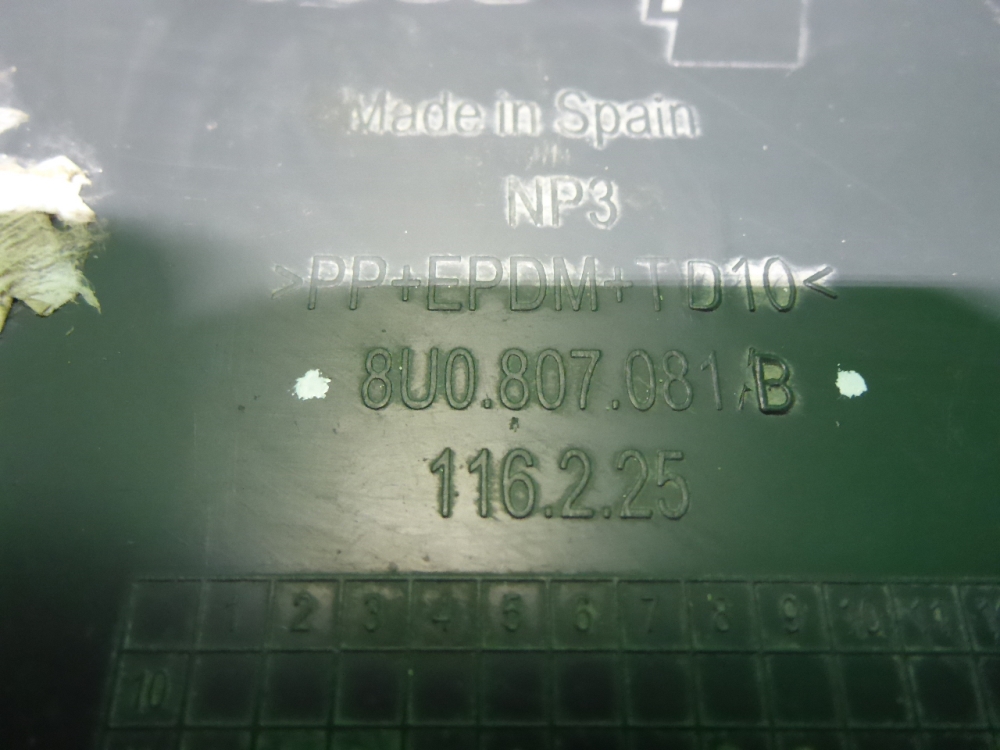 Made in Spain
NP3
>PP+EPDM+TD10<
8U0.807.081 B
116.2.25
1 2 3 4 5 6 7 8 9 10 11
10